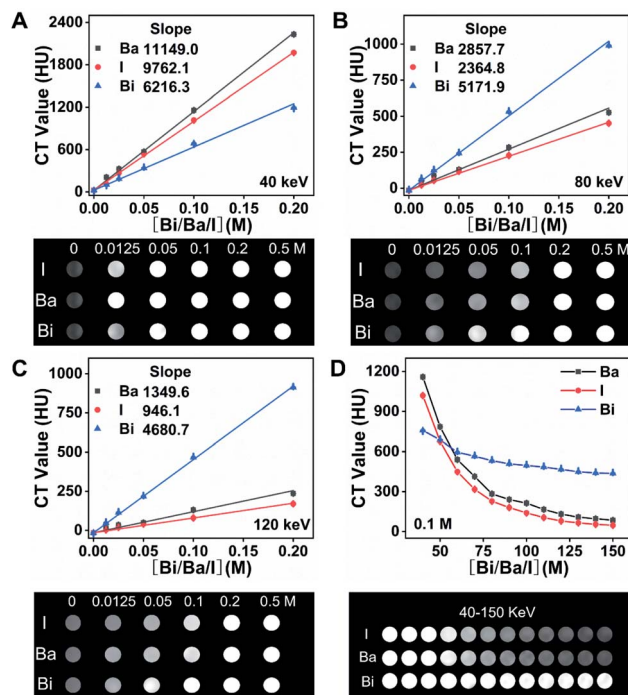 A
Slope
Ba 11149.0
I 9762.1
Bi 6216.3
CT Value (HU)
2400
1800
1200
600
0
40 keV
0.00 0.05 0.10 0.15 0.20
[Bi/Ba/I] (M)
0 0.0125 0.05 0.1 0.2 0.5 M
I
Ba
Bi
B
Slope
Ba 2857.7
I 2364.8
Bi 5171.9
CT Value (HU)
1000
750
500
250
0
80 keV
0.00 0.05 0.10 0.15 0.20
[Bi/Ba/I] (M)
0 0.0125 0.05 0.1 0.2 0.5 M
I
Ba
Bi
C
Slope
Ba 1349.6
I 946.1
Bi 4680.7
CT Value (HU)
1000
750
500
250
0
120 keV
0.00 0.05 0.10 0.15 0.20
[Bi/Ba/I] (M)
0 0.0125 0.05 0.1 0.2 0.5 M
I
Ba
Bi
D
Ba
I
Bi
CT Value (HU)
1200
900
600
300
0
0.1 M
50 75 100 125 150
[Bi/Ba/I] (M)
40-150 KeV
I
Ba
Bi